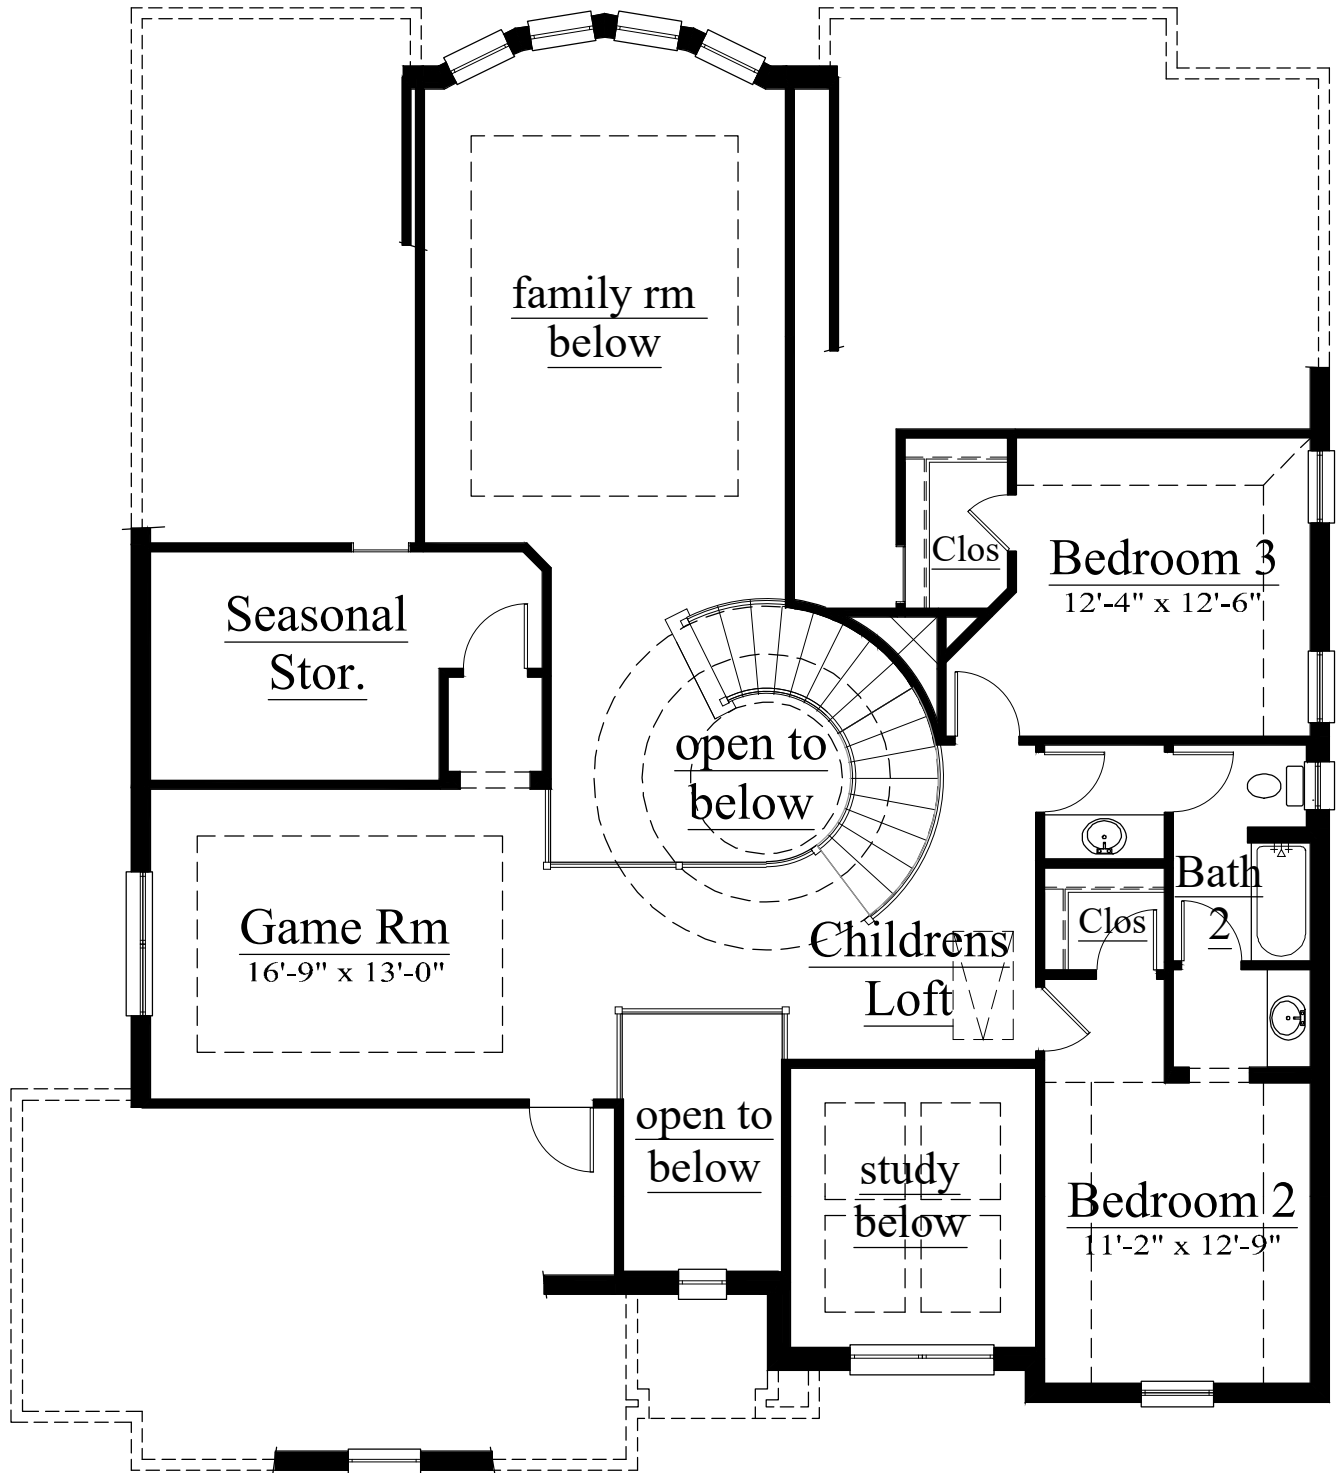 family rm
below
Clos
Bedroom 3
12'-4" x 12'-6"
Seasonal
Stor.
open to
below
Game Rm
16'-9" x 13'-0"
Childrens
Loft
Clos
Bath
2
open to
below
study
below
Bedroom 2
11'-2" x 12'-9"